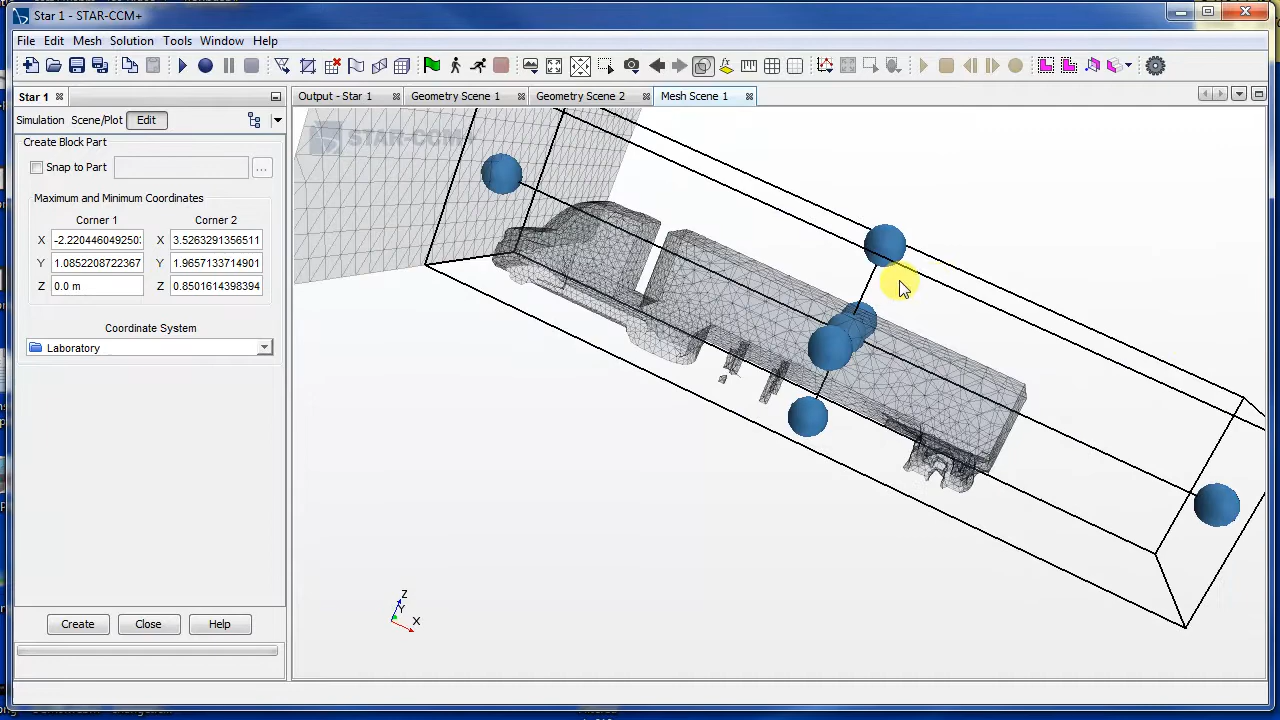 Star 1 - STAR-CCM+
File Edit Mesh Solution Tools Window Help
Star 1
Output - Star 1 Geometry Scene 1 Geometry Scene 2 Mesh Scene 1
Simulation Scene/Plot Edit
Create Block Part
Snap to Part
...
Maximum and Minimum Coordinates
Corner 1 Corner 2
X -2.220446049250: X 3.5263291356511
Y 1.0852208722367 Y 1.9657133714901
Z 0.0 m Z 0.8501614398394
Coordinate System
Laboratory
Create Close Help
STAR-CCM+
Z
Y
X